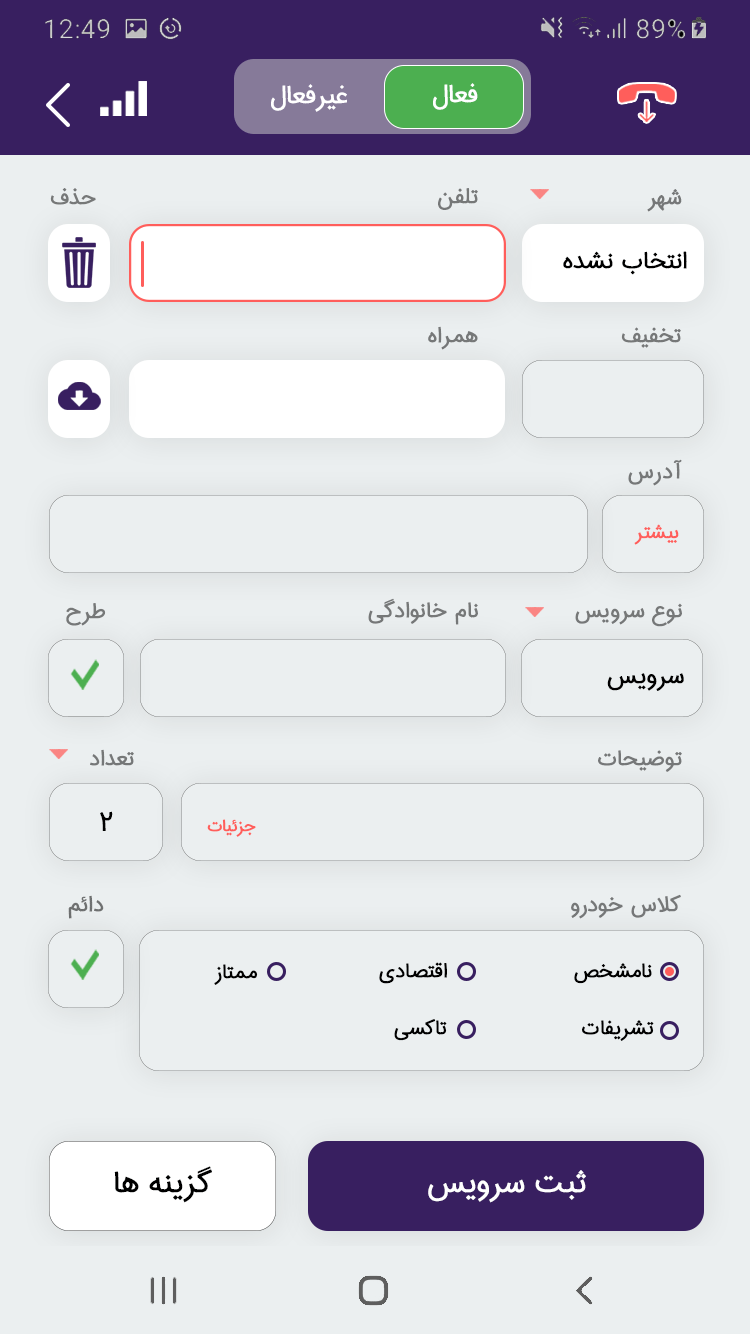 12:49 89%
فعال غیرفعال
شهر تلفن حذف
انتخاب نشده
تخفیف همراه
آدرس
بیشتر
نوع سرویس نام خانوادگی طرح
سرویس
توضیحات تعداد
جزئیات ۲
کلاس خودرو دائم
نامشخص اقتصادی ممتاز
تشریفات تاکسی
ثبت سرویس گزینه ها